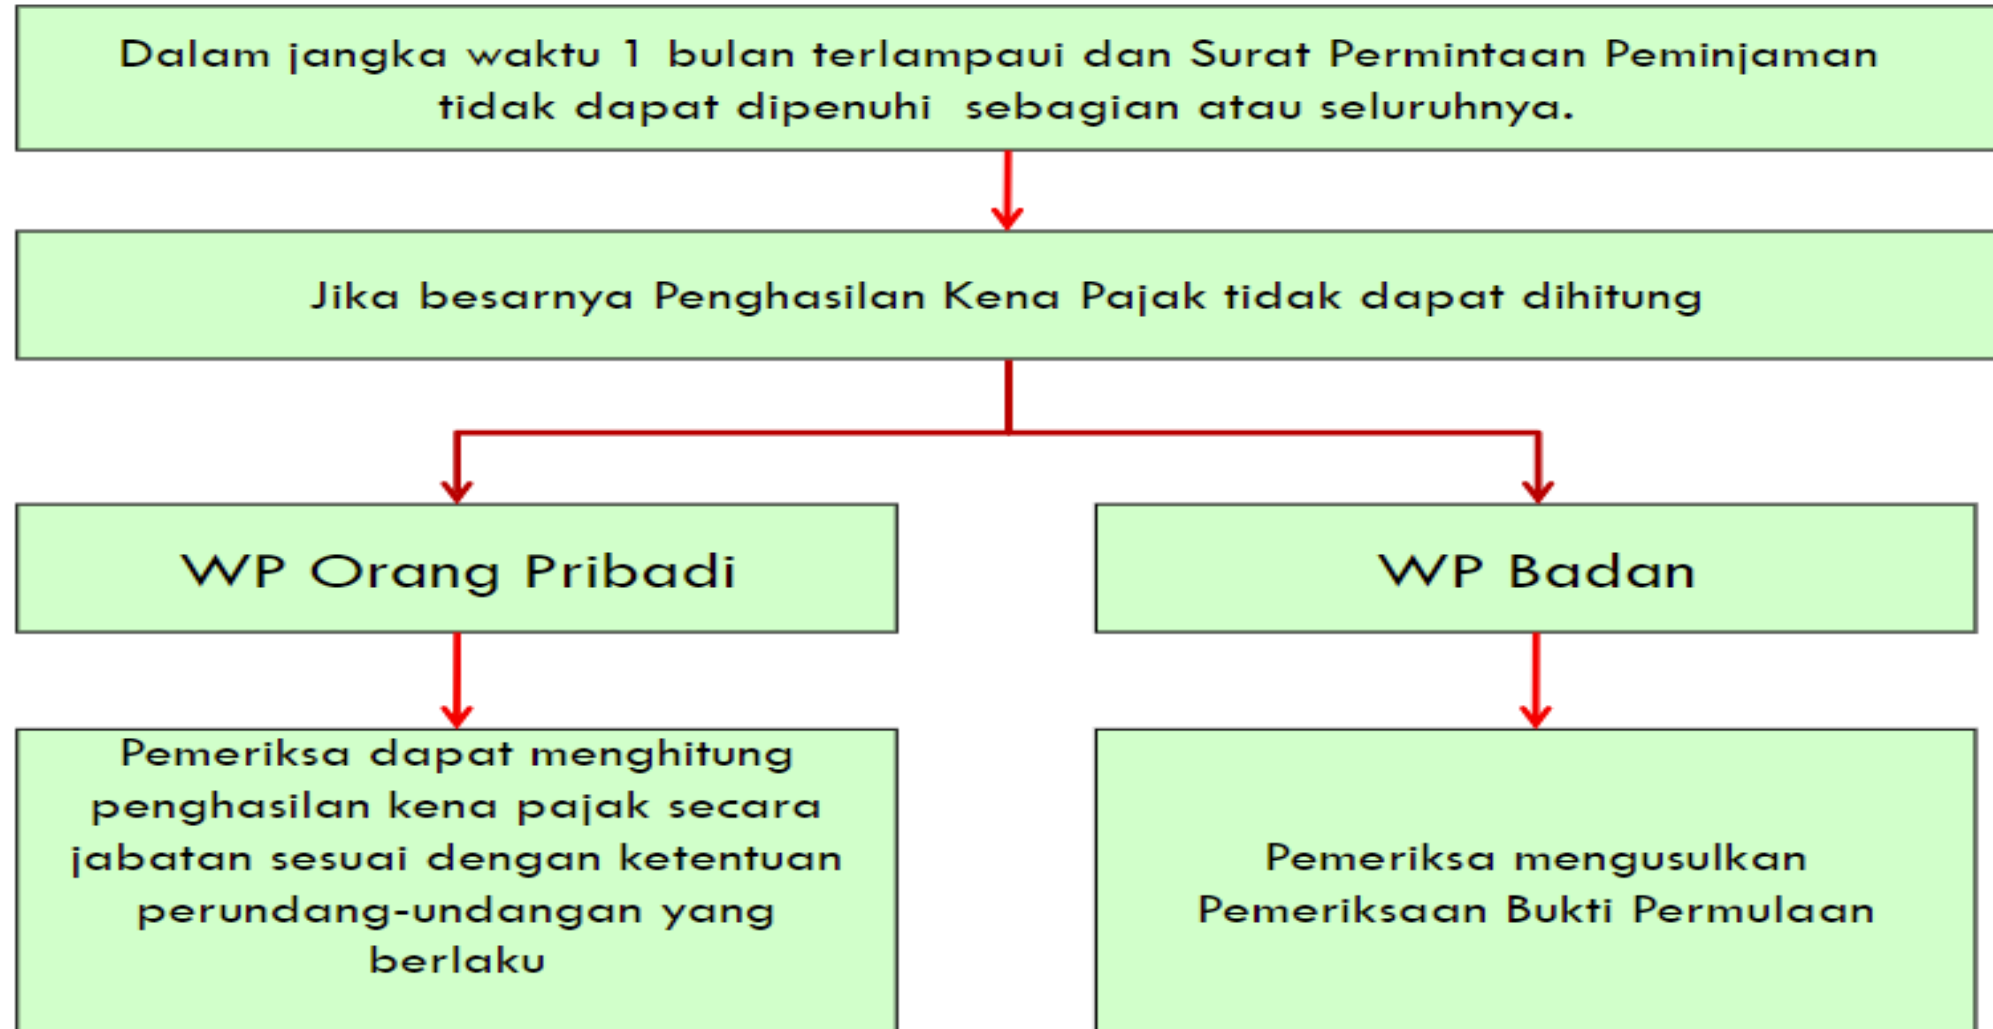 Dalam jangka waktu 1 bulan terlampaui dan Surat Permintaan Peminjaman
tidak dapat dipenuhi sebagian atau seluruhnya.
Jika besarnya Penghasilan Kena Pajak tidak dapat dihitung
WP Orang Pribadi
WP Badan
Pemeriksa dapat menghitung
penghasilan kena pajak secara
jabatan sesuai dengan ketentuan
perundang-undangan yang
berlaku
Pemeriksa mengusulkan
Pemeriksaan Bukti Permulaan